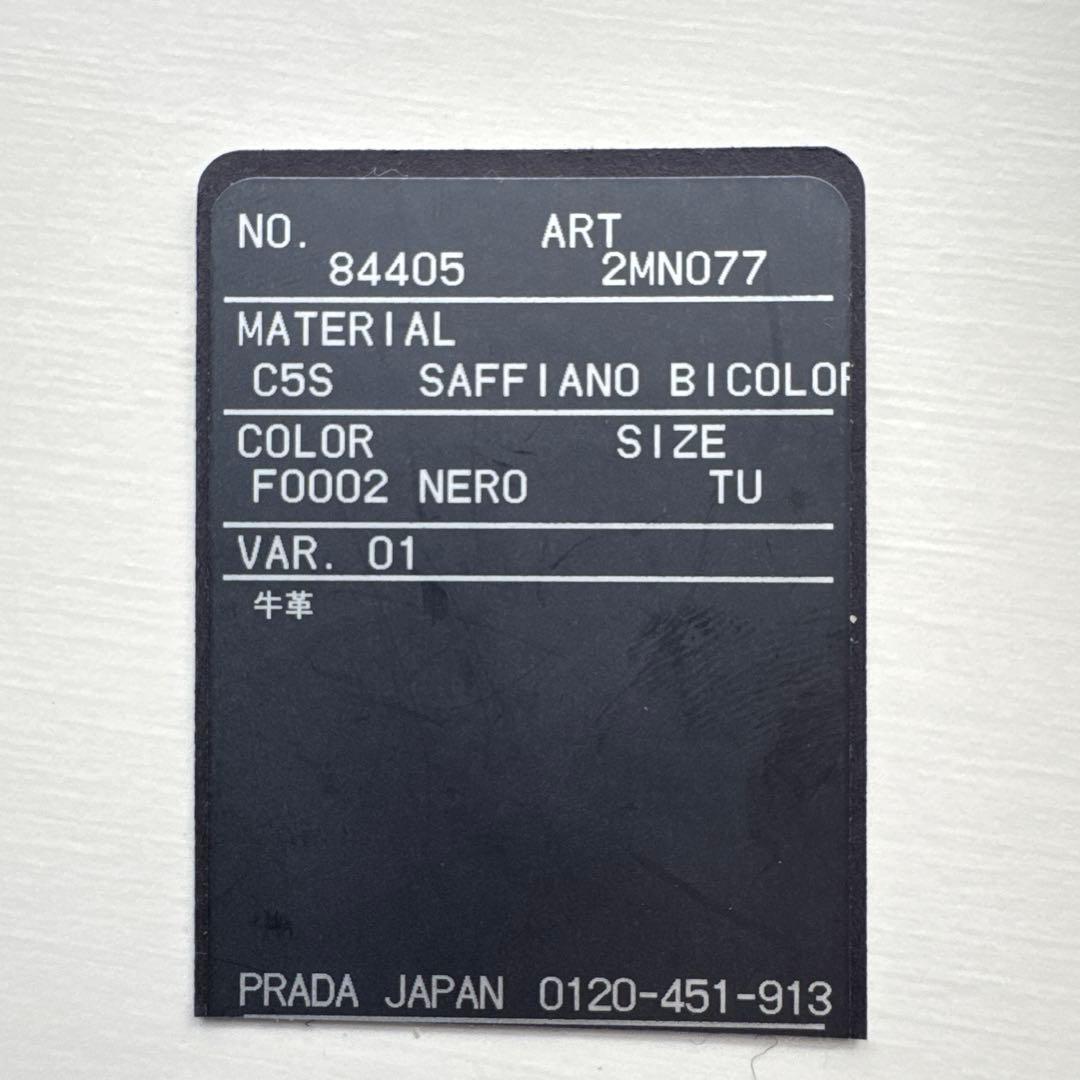 NO. ART
84405 2MN077
MATERIAL
C5S SAFFIANO BICOLOR
COLOR SIZE
F0002 NERO TU
VAR. 01
牛革
PRADA JAPAN 0120-451-913